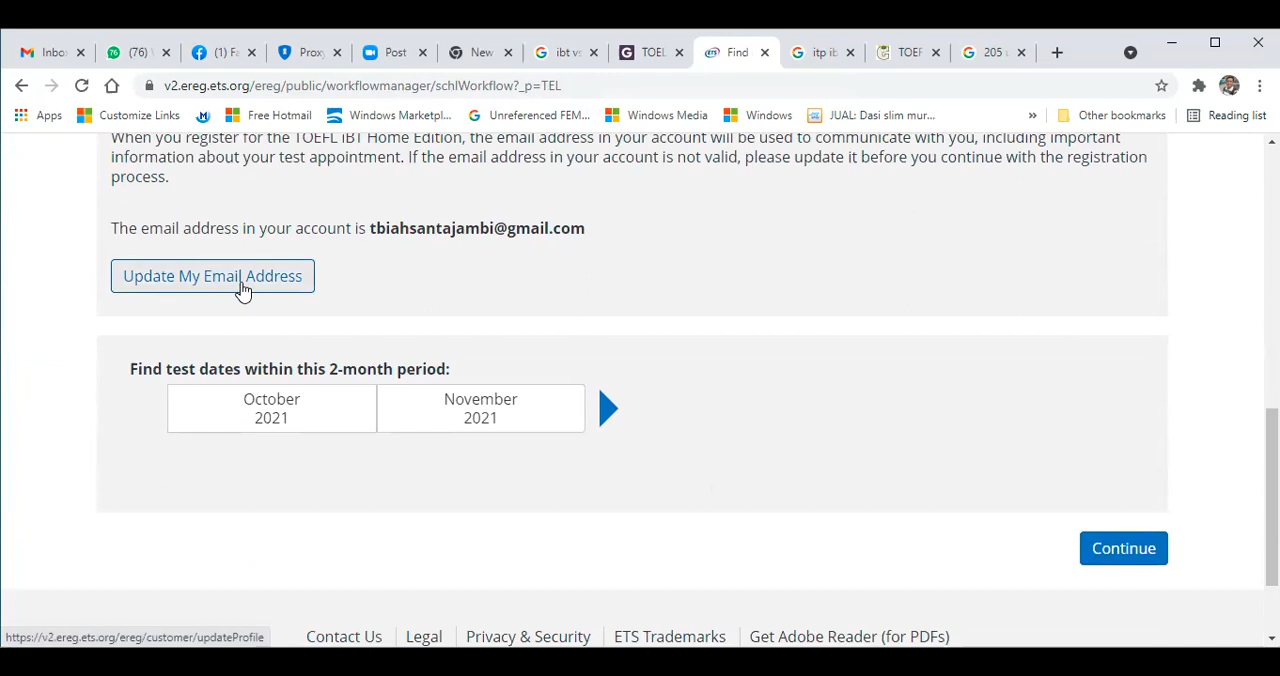 Inbo
(76)
(1) Fa
Proxy
Post
New
ibt vs
TOEL
Find
itp ib
TOEF
205 v
v2.ereg.ets.org/ereg/public/workflowmanager/schlWorkflow?_p=TEL
Apps
Customize Links
Free Hotmail
Windows Marketpl...
Unreferenced FEM...
Windows Media
Windows
JUAL: Dasi slim mur...
»
Other bookmarks
Reading list
When you register for the TOEFL iBT Home Edition, the email address in your account will be used to communicate with you, including important
information about your test appointment. If the email address in your account is not valid, please update it before you continue with the registration
process.
The email address in your account is tbiahsantajambi@gmail.com
Update My Email Address
Find test dates within this 2-month period:
October
2021
November
2021
Continue
https://v2.ereg.ets.org/ereg/customer/updateProfile
Contact Us
Legal
Privacy & Security
ETS Trademarks
Get Adobe Reader (for PDFs)